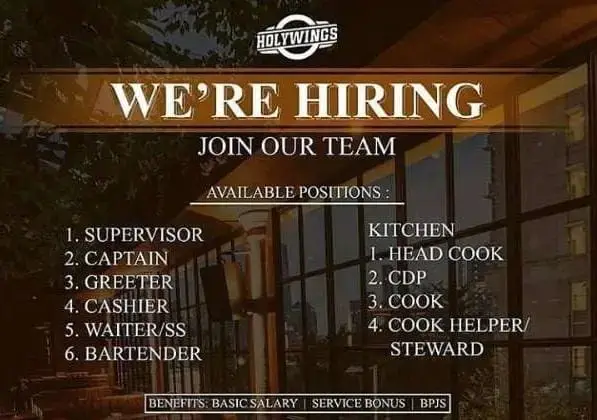 HOLYWINGS
WE'RE HIRING
JOIN OUR TEAM
AVAILABLE POSITIONS :
1. SUPERVISOR
2. CAPTAIN
3. GREETER
4. CASHIER
5. WAITER/SS
6. BARTENDER
KITCHEN
1. HEAD COOK
2. CDP
3. COOK
4. COOK HELPER/
STEWARD
BENEFITS: BASIC SALARY | SERVICE BONUS | BPJS